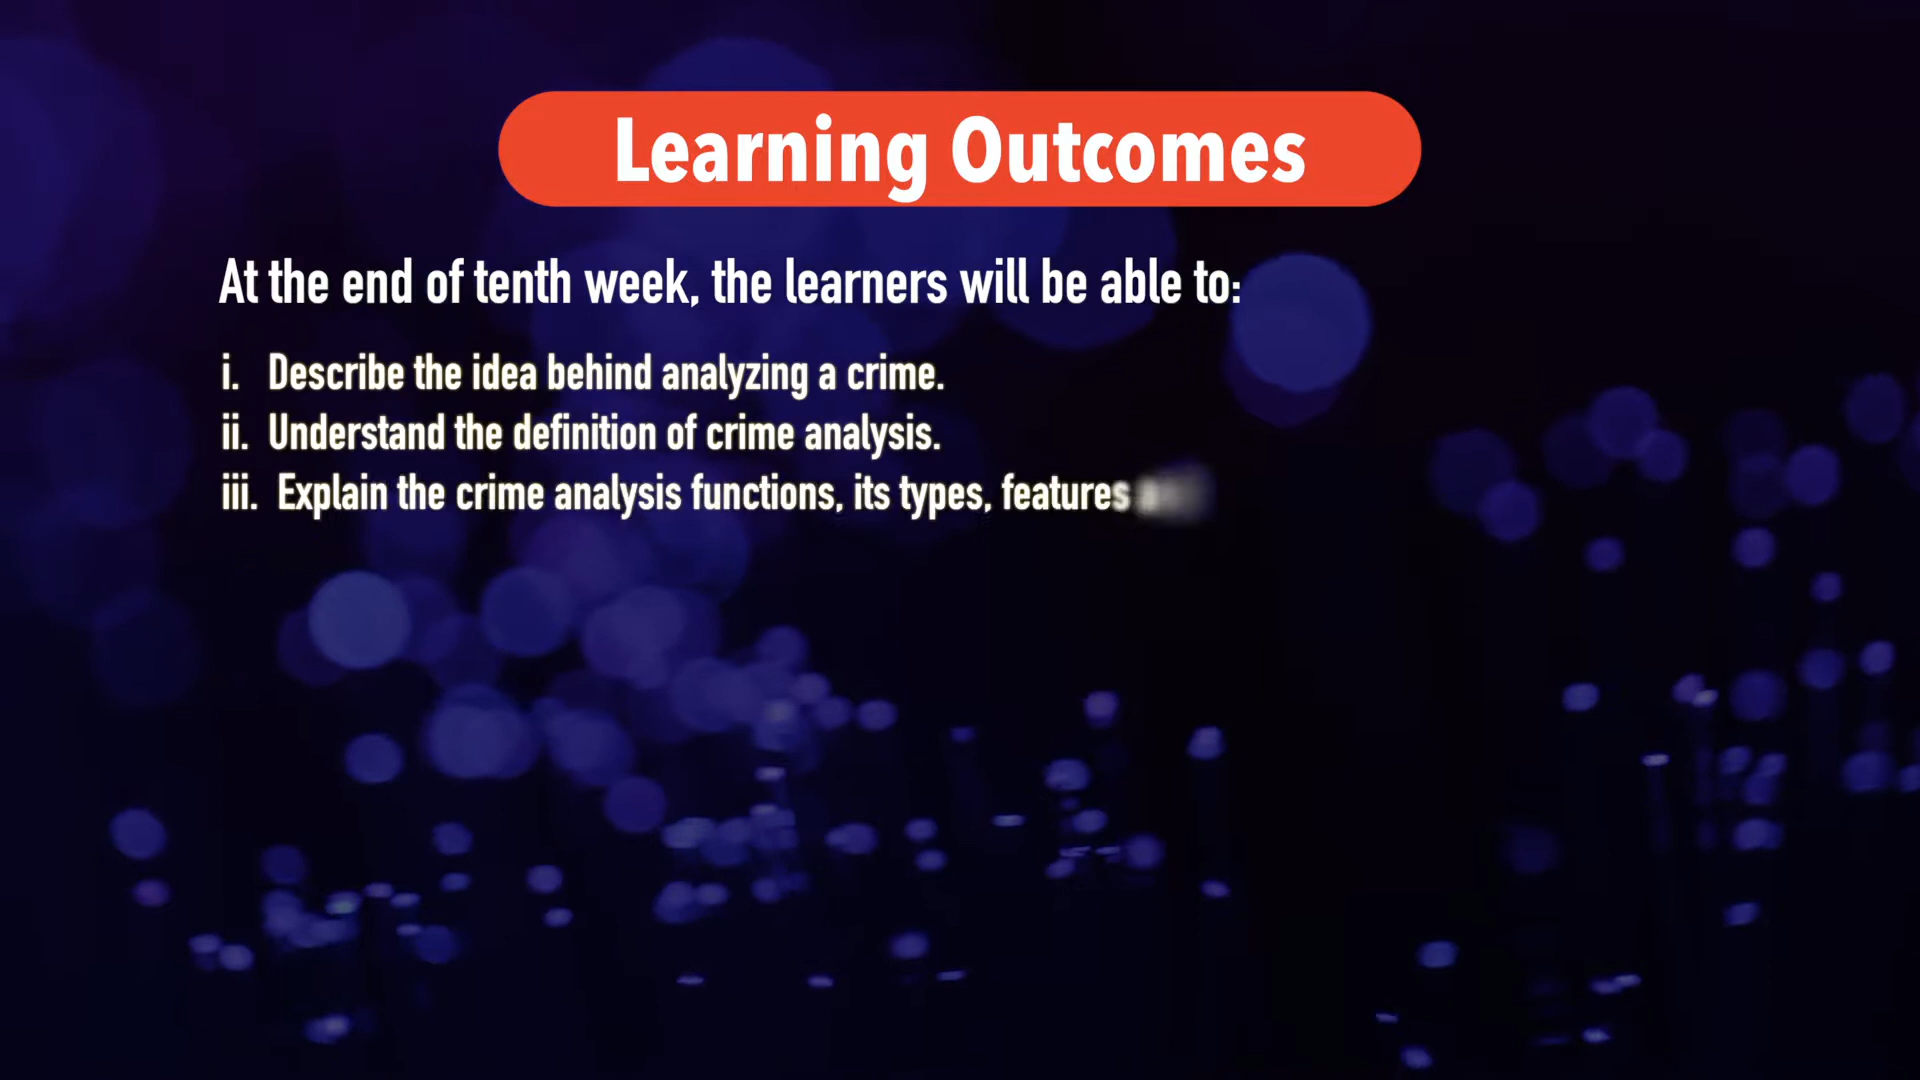 Learning Outcomes
At the end of tenth week, the learners will be able to:
i. Describe the idea behind analyzing a crime.
ii. Understand the definition of crime analysis.
iii. Explain the crime analysis functions, its types, features